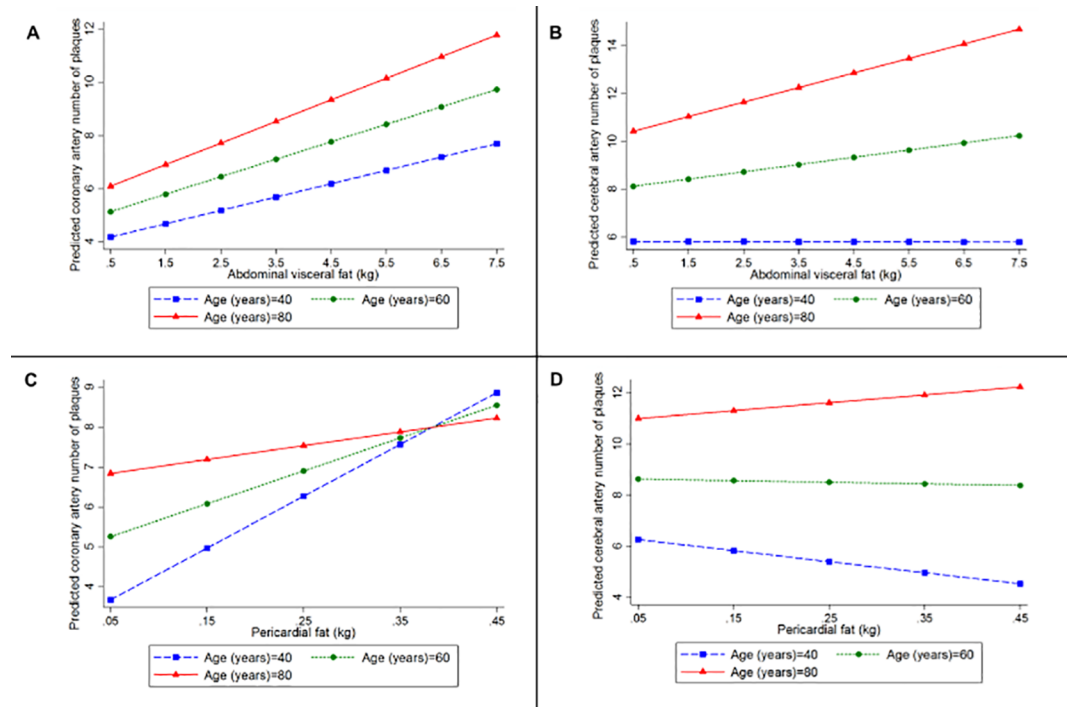 A
Predicted coronary artery number of plaques
12
10
8
6
4
.5 1.5 2.5 3.5 4.5 5.5 6.5 7.5
Abdominal visceral fat (kg)
Age (years)=40 Age (years)=60
Age (years)=80
B
Predicted cerebral artery number of plaques
14
12
10
8
6
.5 1.5 2.5 3.5 4.5 5.5 6.5 7.5
Abdominal visceral fat (kg)
Age (years)=40 Age (years)=60
Age (years)=80
C
Predicted coronary artery number of plaques
9
8
7
6
5
4
.05 .15 .25 .35 .45
Pericardial fat (kg)
Age (years)=40 Age (years)=60
Age (years)=80
D
Predicted cerebral artery number of plaques
12
10
8
6
4
.05 .15 .25 .35 .45
Pericardial fat (kg)
Age (years)=40 Age (years)=60
Age (years)=80